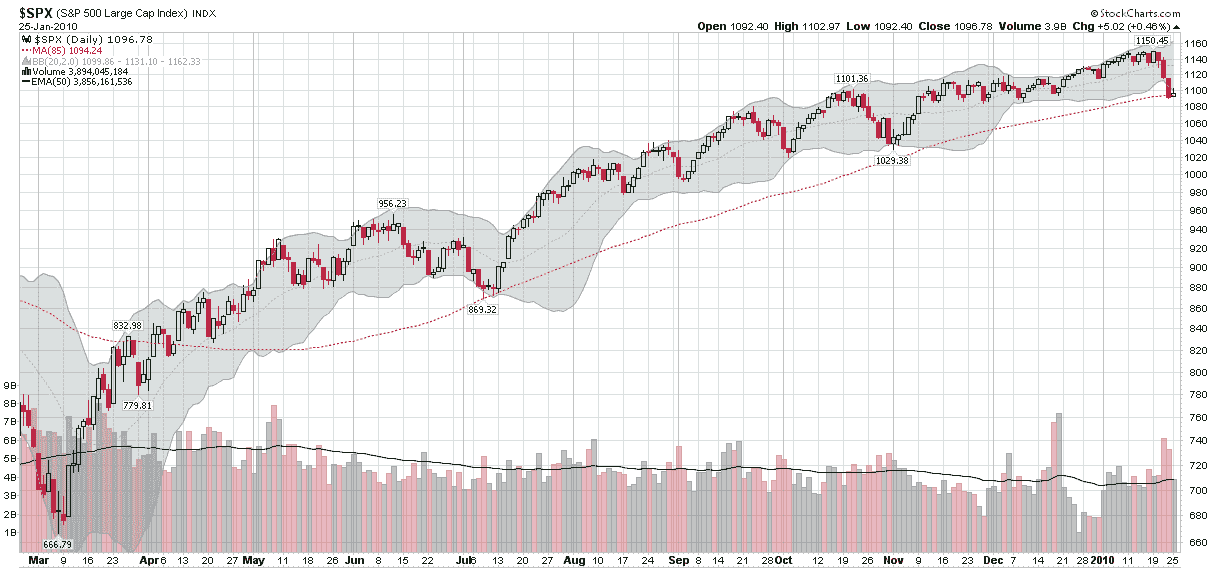 $SPX (S&P 500 Large Cap Index) INDX
© StockCharts.com
25-Jan-2010
Open 1092.40 High 1102.97 Low 1092.40 Close 1096.78 Volume 3.9B Chg +5.02 (+0.46%)
$SPX (Daily) 1096.78
MA(85) 1094.24
BB(20,2.0) 1099.86 - 1131.10 - 1162.33
Volume 3,894,045,184
EMA(50) 3,856,161,536
1150.45
1101.36
1029.38
956.23
869.32
832.98
779.81
666.79
1160
1140
1120
1100
1080
1060
1040
1020
1000
980
960
940
920
900
880
860
840
820
800
780
760
740
720
700
680
660
9B
8B
7B
6B
5B
4B
3B
2B
1B
Mar 9 16 23 Apr 6 13 20 27 May 11 18 26 Jun 8 15 22 Jul 6 13 20 27 Aug 10 17 24 Sep 8 14 21 28 Oct 12 19 26 Nov 9 16 23 Dec 7 14 21 28 2010 11 19 25